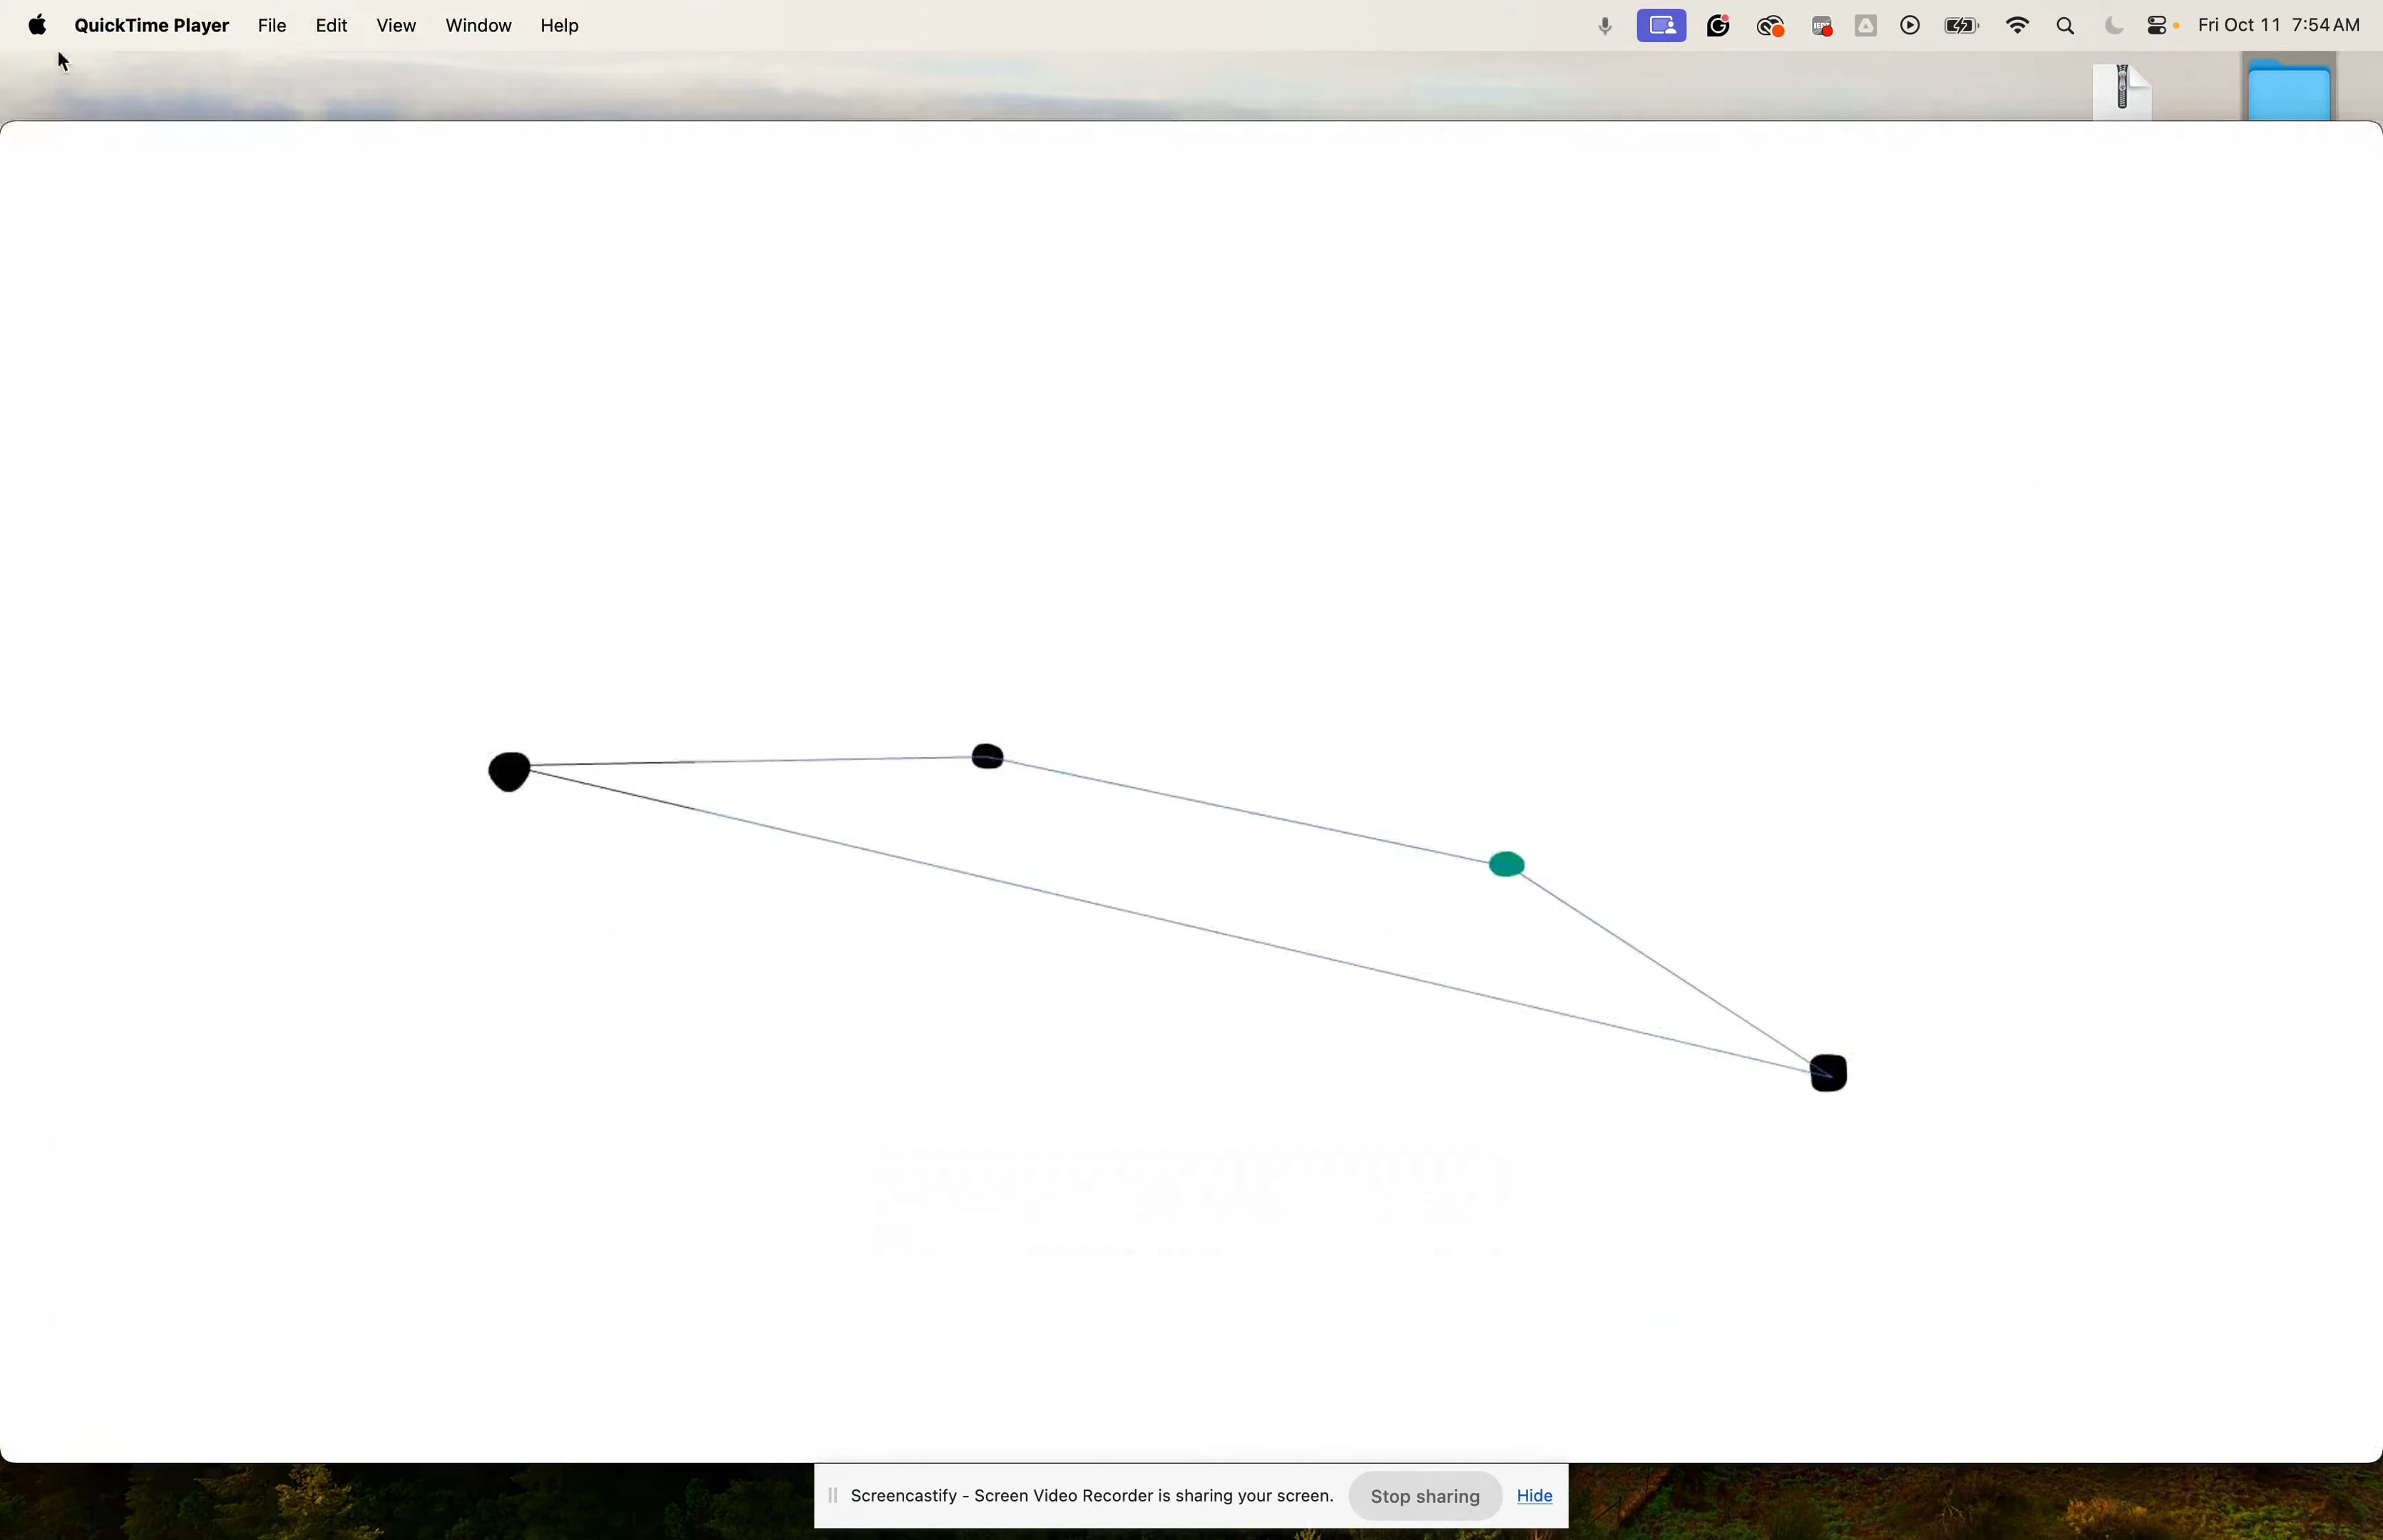 QuickTime Player File Edit View Window Help Fri Oct 11 7:54 AM
Screencastify - Screen Video Recorder is sharing your screen. Stop sharing Hide